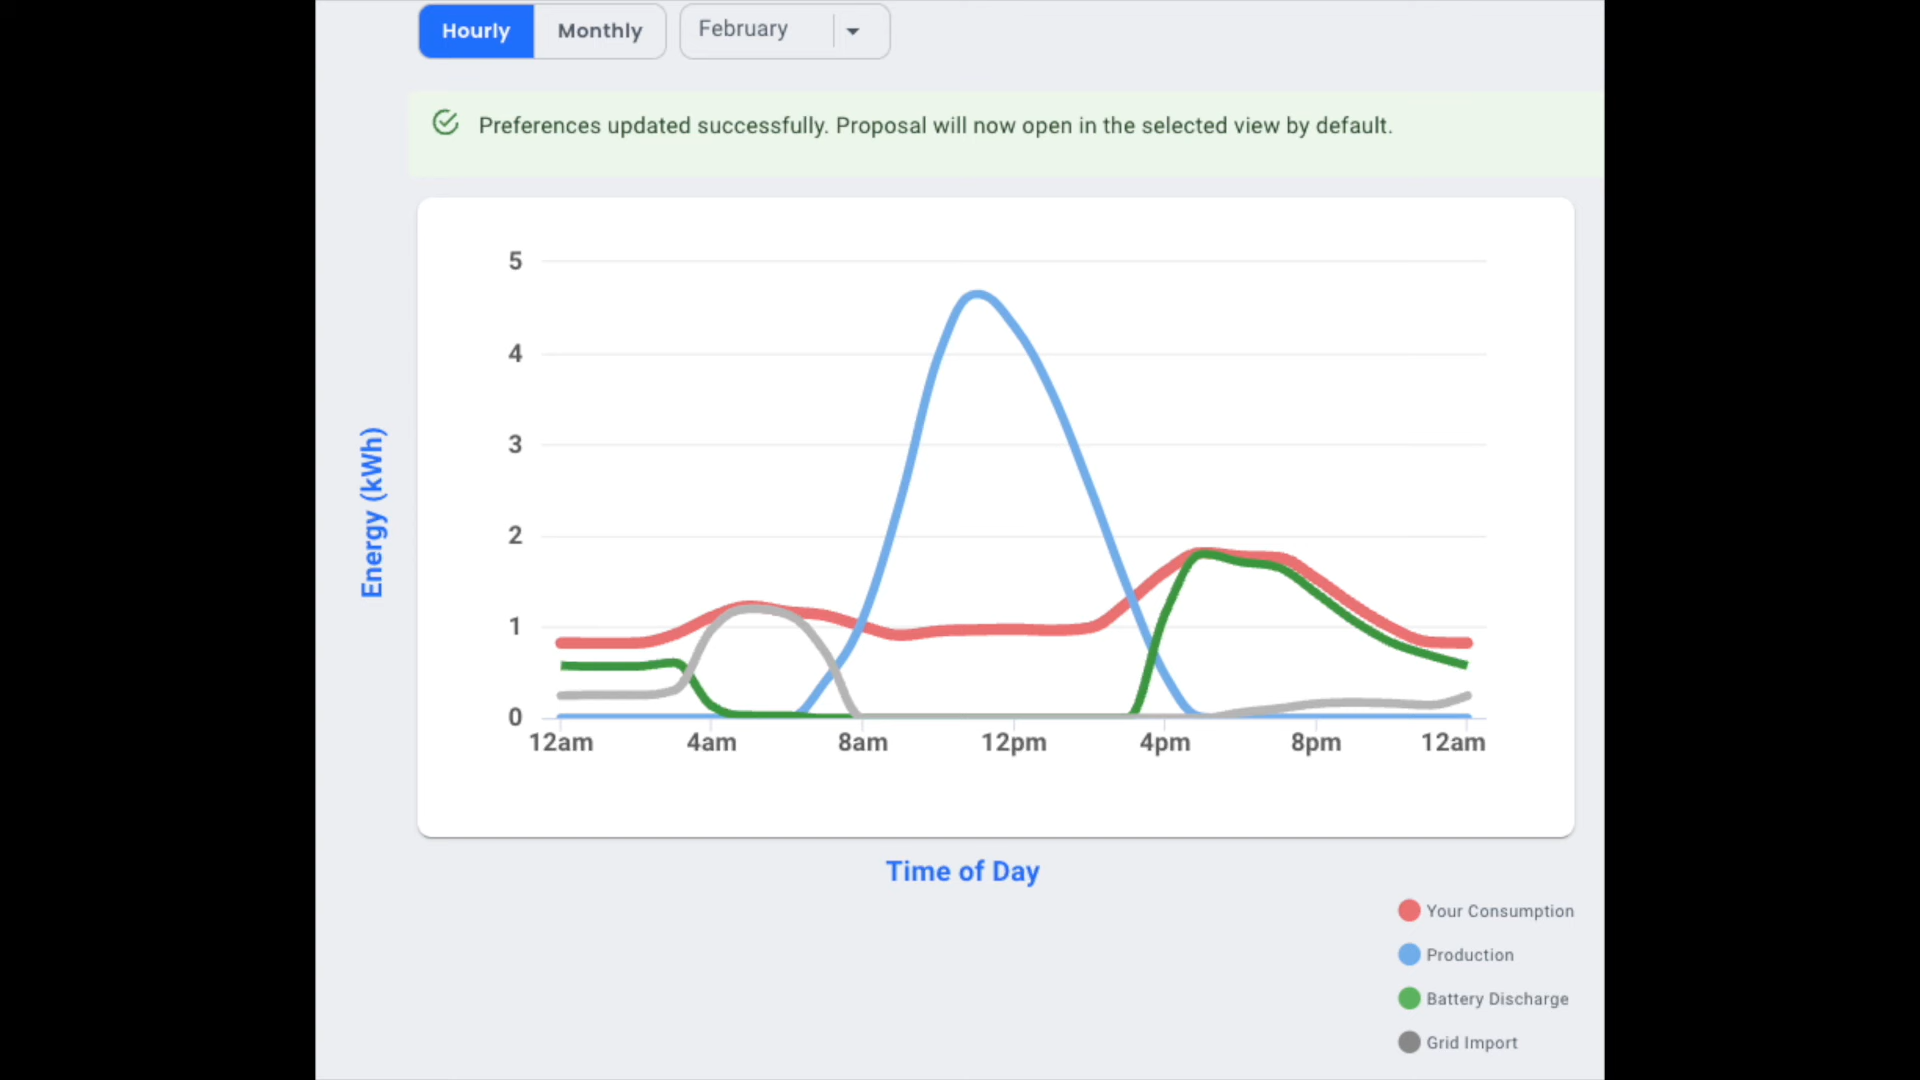 Hourly
Monthly
February
Preferences updated successfully. Proposal will now open in the selected view by default.
5
4
3
2
1
0
Energy (kWh)
12am 4am 8am 12pm 4pm 8pm 12am
Time of Day
Your Consumption
Production
Battery Discharge
Grid Import